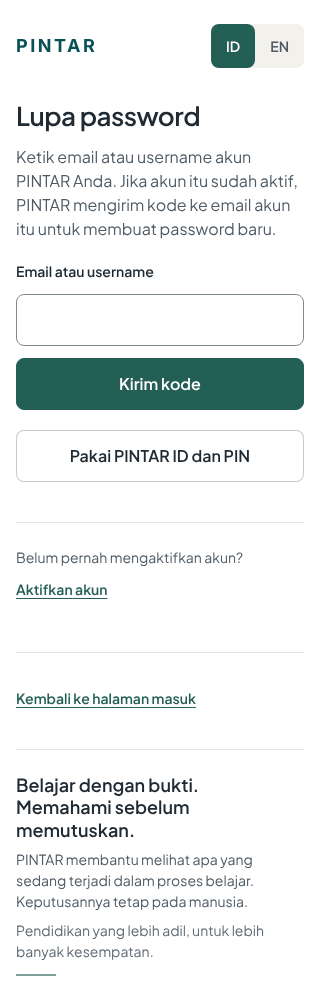 PINTAR
ID
EN
Lupa password
Ketik email atau username akun
PINTAR Anda. Jika akun itu sudah aktif,
PINTAR mengirim kode ke email akun
itu untuk membuat password baru.
Email atau username
Kirim kode
Pakai PINTAR ID dan PIN
Belum pernah mengaktifkan akun?
Aktifkan akun
Kembali ke halaman masuk
Belajar dengan bukti.
Memahami sebelum
memutuskan.
PINTAR membantu melihat apa yang
sedang terjadi dalam proses belajar.
Keputusannya tetap pada manusia.
Pendidikan yang lebih adil, untuk lebih
banyak kesempatan.